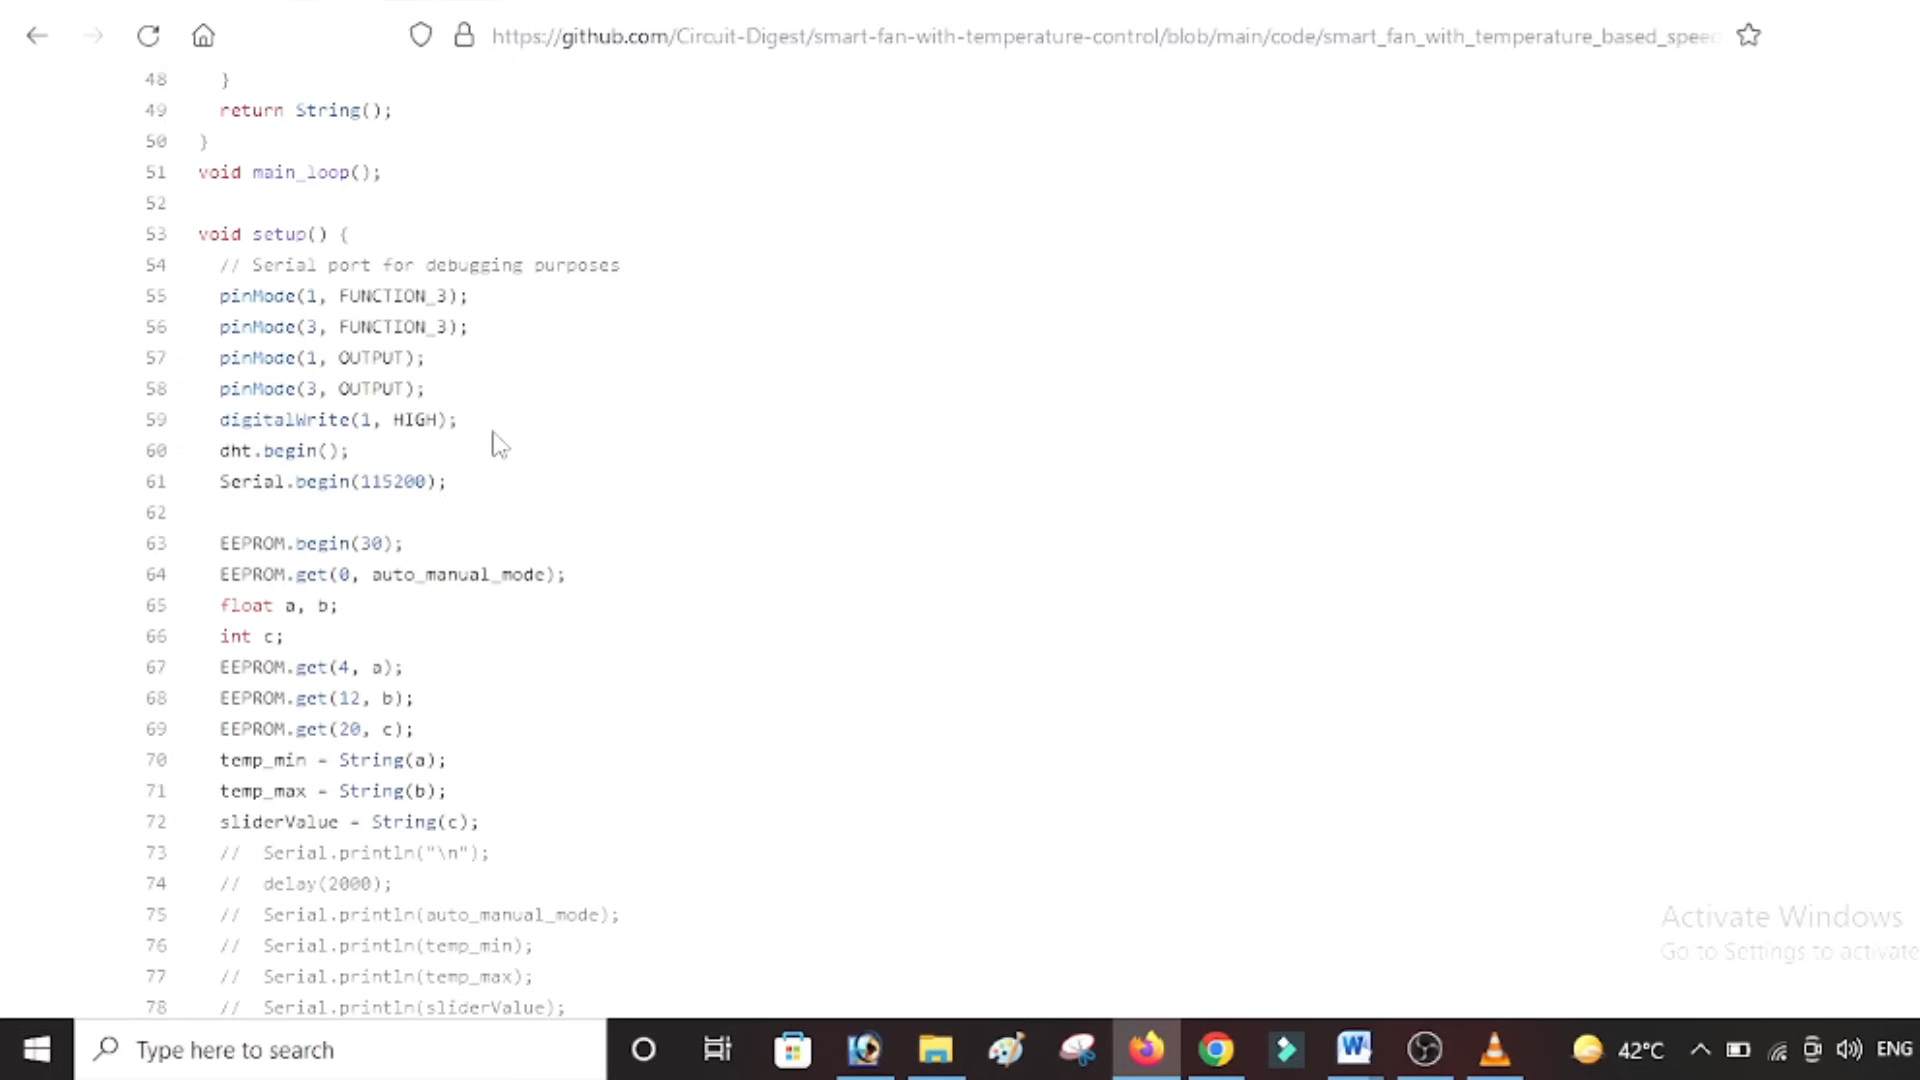 https://github.com/Circuit-Digest/smart-fan-with-temperature-control/blob/main/code/smart_fan_with_temperature_based_speed
48 }
49 return String();
50 }
51 void main_loop();
52
53 void setup() {
54 // Serial port for debugging purposes
55 pinMode(1, FUNCTION_3);
56 pinMode(3, FUNCTION_3);
57 pinMode(1, OUTPUT);
58 pinMode(3, OUTPUT);
59 digitalWrite(1, HIGH);
60 dht.begin();
61 Serial.begin(115200);
62
63 EEPROM.begin(30);
64 EEPROM.get(0, auto_manual_mode);
65 float a, b;
66 int c;
67 EEPROM.get(4, a);
68 EEPROM.get(12, b);
69 EEPROM.get(20, c);
70 temp_min = String(a);
71 temp_max = String(b);
72 sliderValue = String(c);
73 // Serial.println("\n");
74 // delay(2000);
75 // Serial.println(auto_manual_mode);
76 // Serial.println(temp_min);
77 // Serial.println(temp_max);
78 // Serial.println(sliderValue);
Activate Windows
Go to Settings to activate
Type here to search
42°C
ENG